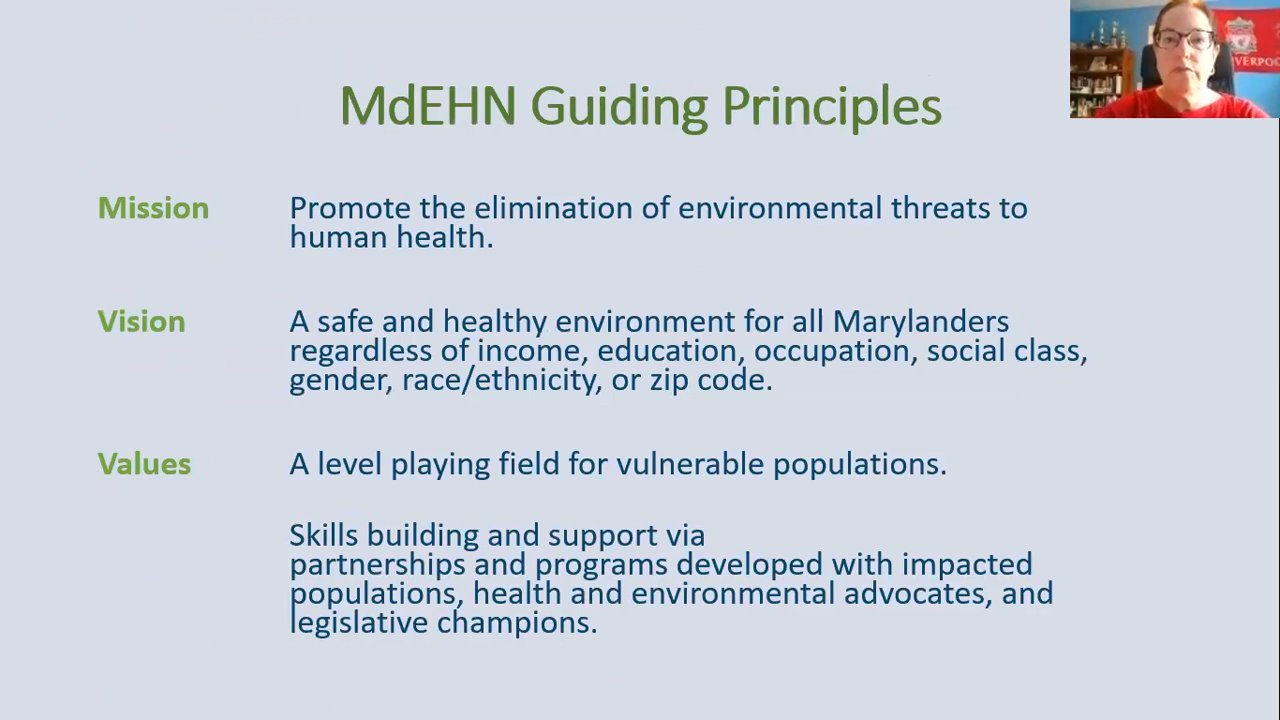 MdEHN Guiding Principles
VERPOO
Mission
Promote the elimination of environmental threats to
human health.
Vision
A safe and healthy environment for all Marylanders
regardless of income, education, occupation, social class,
gender, race/ethnicity, or zip code.
Values
A level playing field for vulnerable populations.
Skills building and support via
partnerships and programs developed with impacted
populations, health and environmental advocates, and
legislative champions.